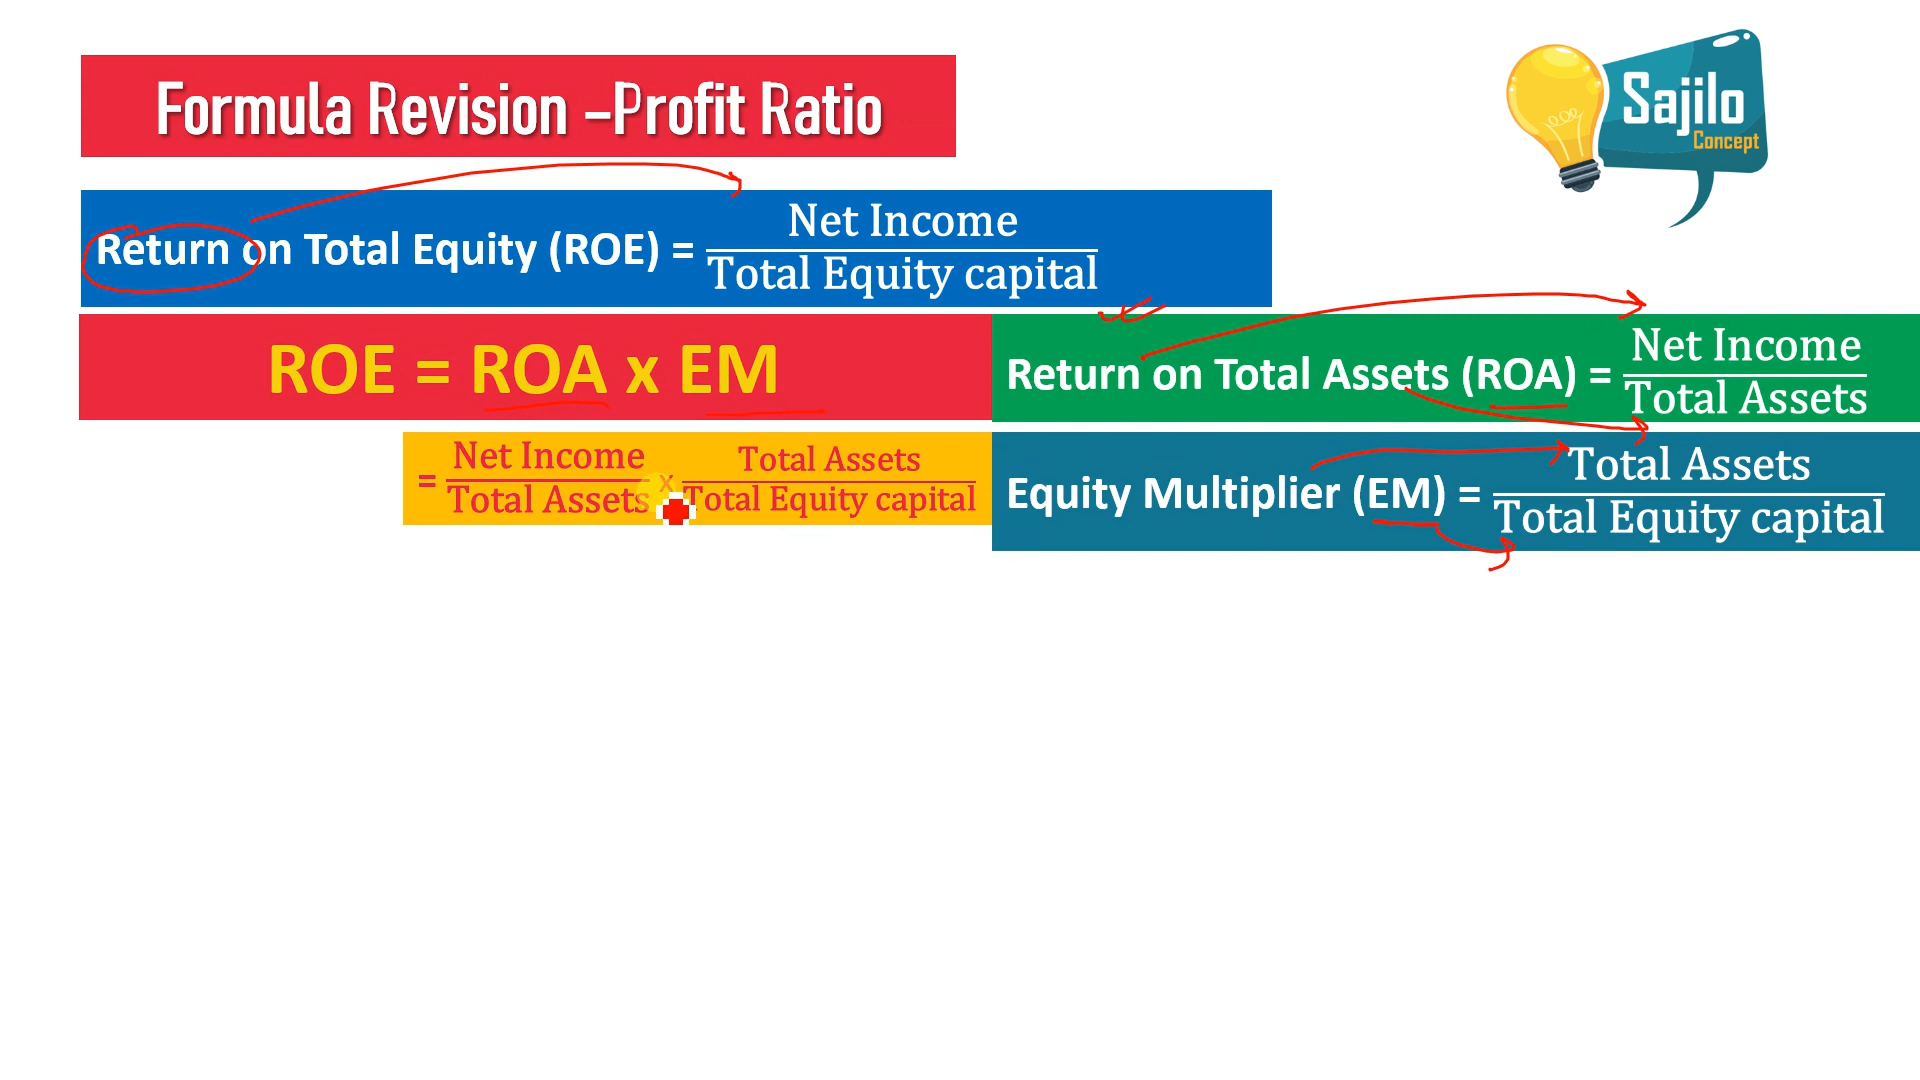 Formula Revision –Profit Ratio
Sajilo
Concept
Return on Total Equity (ROE) = Net Income / Total Equity capital
ROE = ROA x EM
Return on Total Assets (ROA) = Net Income / Total Assets
= Net Income / Total Assets x Total Assets / Total Equity capital
Equity Multiplier (EM) = Total Assets / Total Equity capital